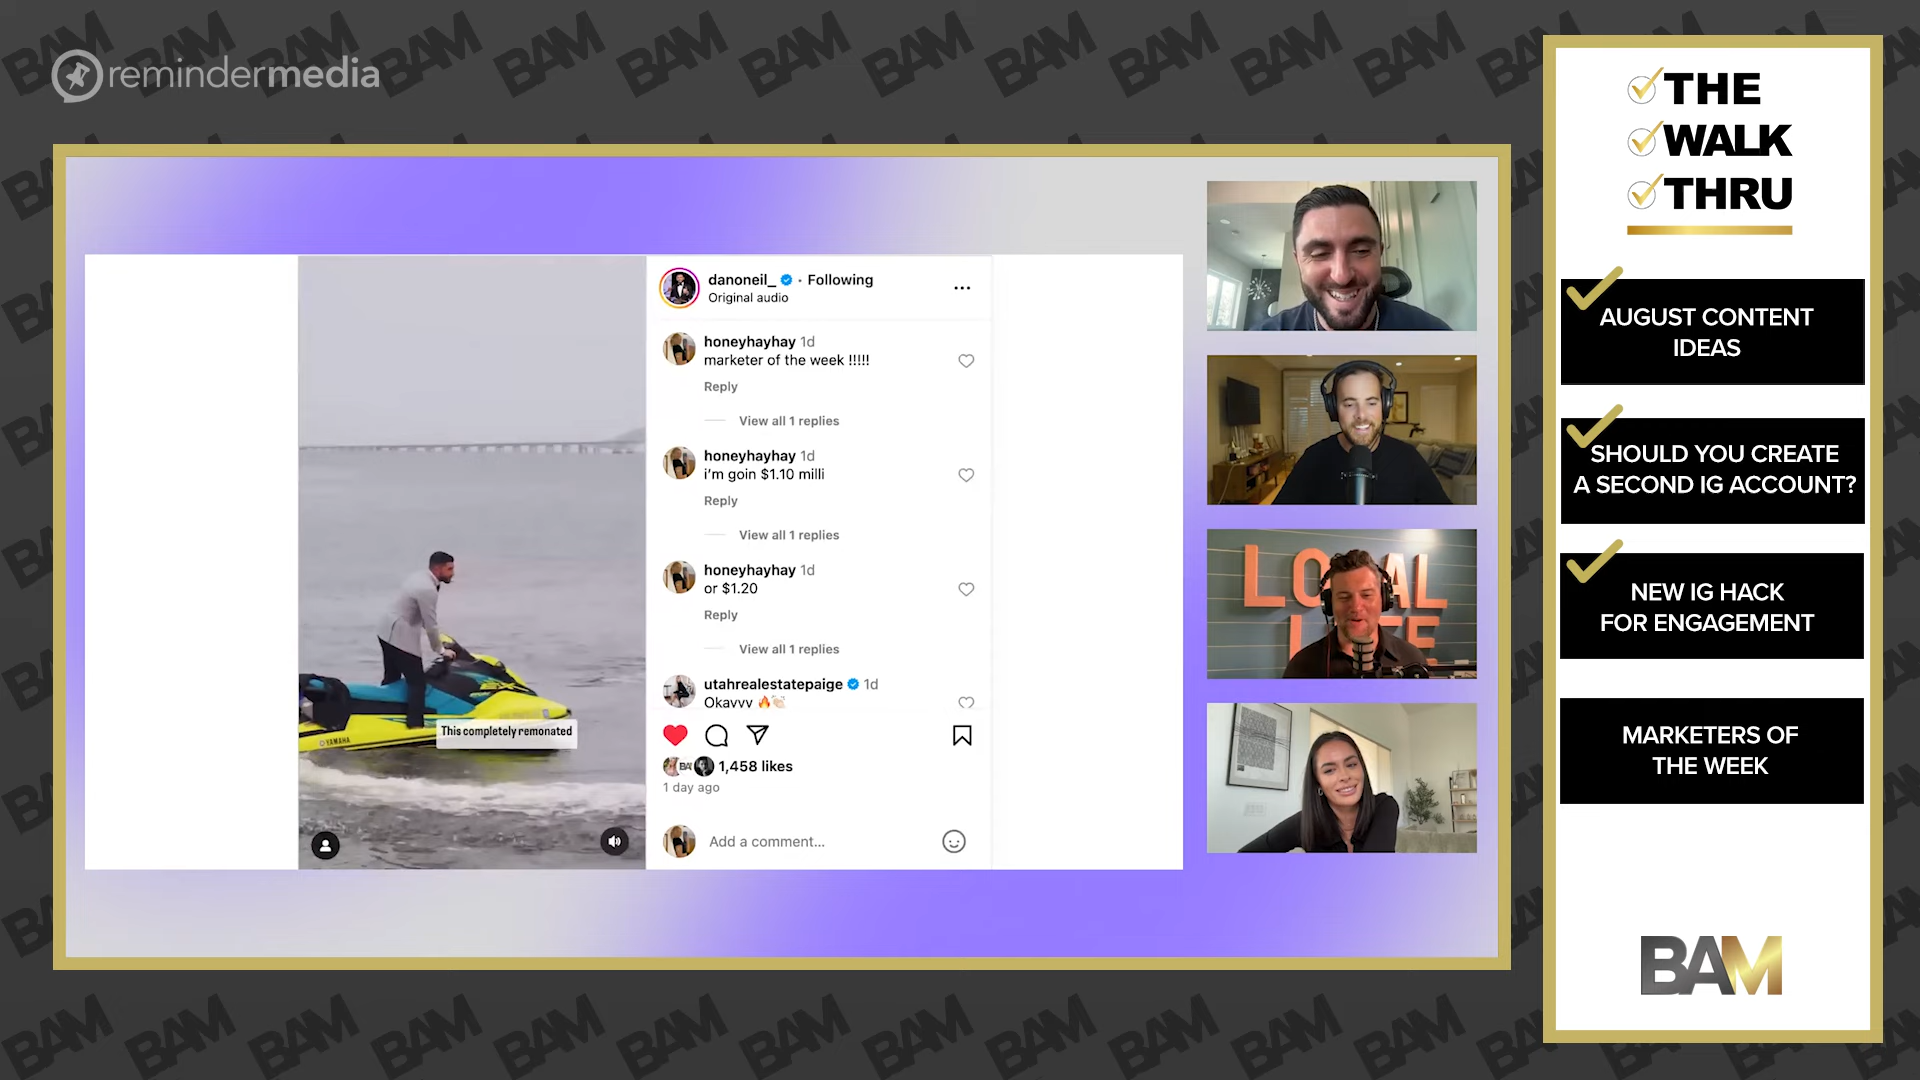 remindermedia
danoneil_ • Following
Original audio
honeyhayhay 1d
marketer of the week !!!!!
Reply
View all 1 replies
honeyhayhay 1d
i'm goin $1.10 milli
Reply
View all 1 replies
honeyhayhay 1d
or $1.20
Reply
View all 1 replies
utahrealestatepaige 1d
Okavvv 🔥👏🏻
1,458 likes
1 day ago
Add a comment...
This completely remonated
YAMAHA
LOCAL
THE
WALK
THRU
AUGUST CONTENT
IDEAS
SHOULD YOU CREATE
A SECOND IG ACCOUNT?
NEW IG HACK
FOR ENGAGEMENT
MARKETERS OF
THE WEEK
BAM